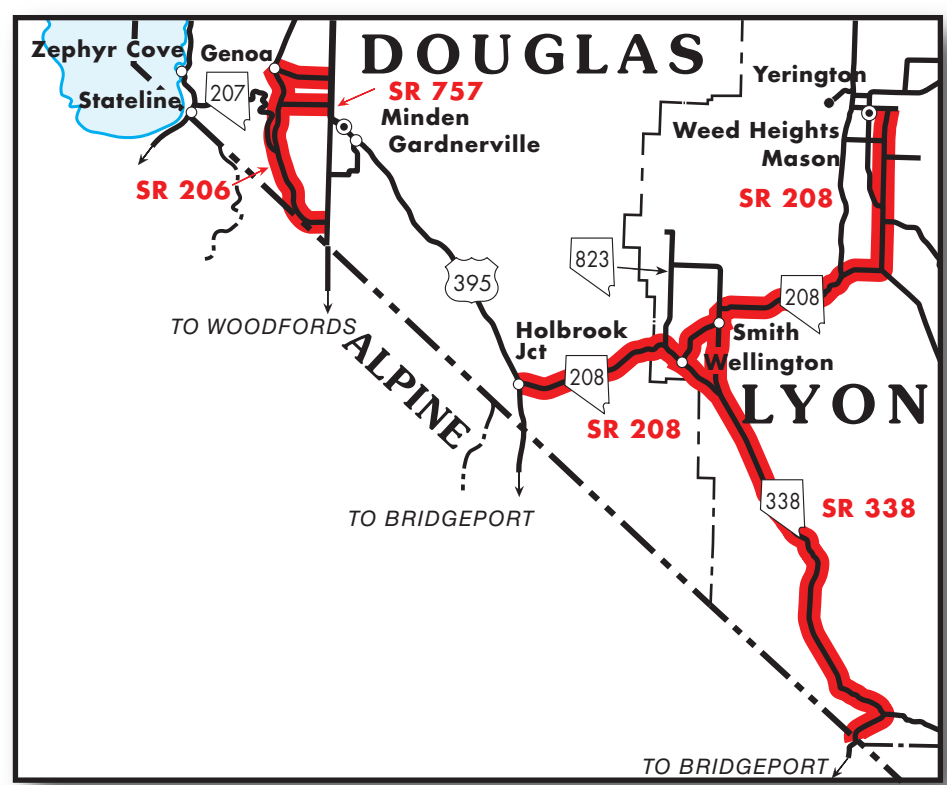 DOUGLAS
Zephyr Cove
Genoa
Yerington
207
SR 757
Stateline
Minden
Weed Heights
Gardnerville
Mason
SR 206
SR 208
823
395
208
TO WOODFORDS
Holbrook
Jct
Smith
ALPINE
Wellington
208
LYON
SR 208
338
SR 338
TO BRIDGEPORT
TO BRIDGEPORT